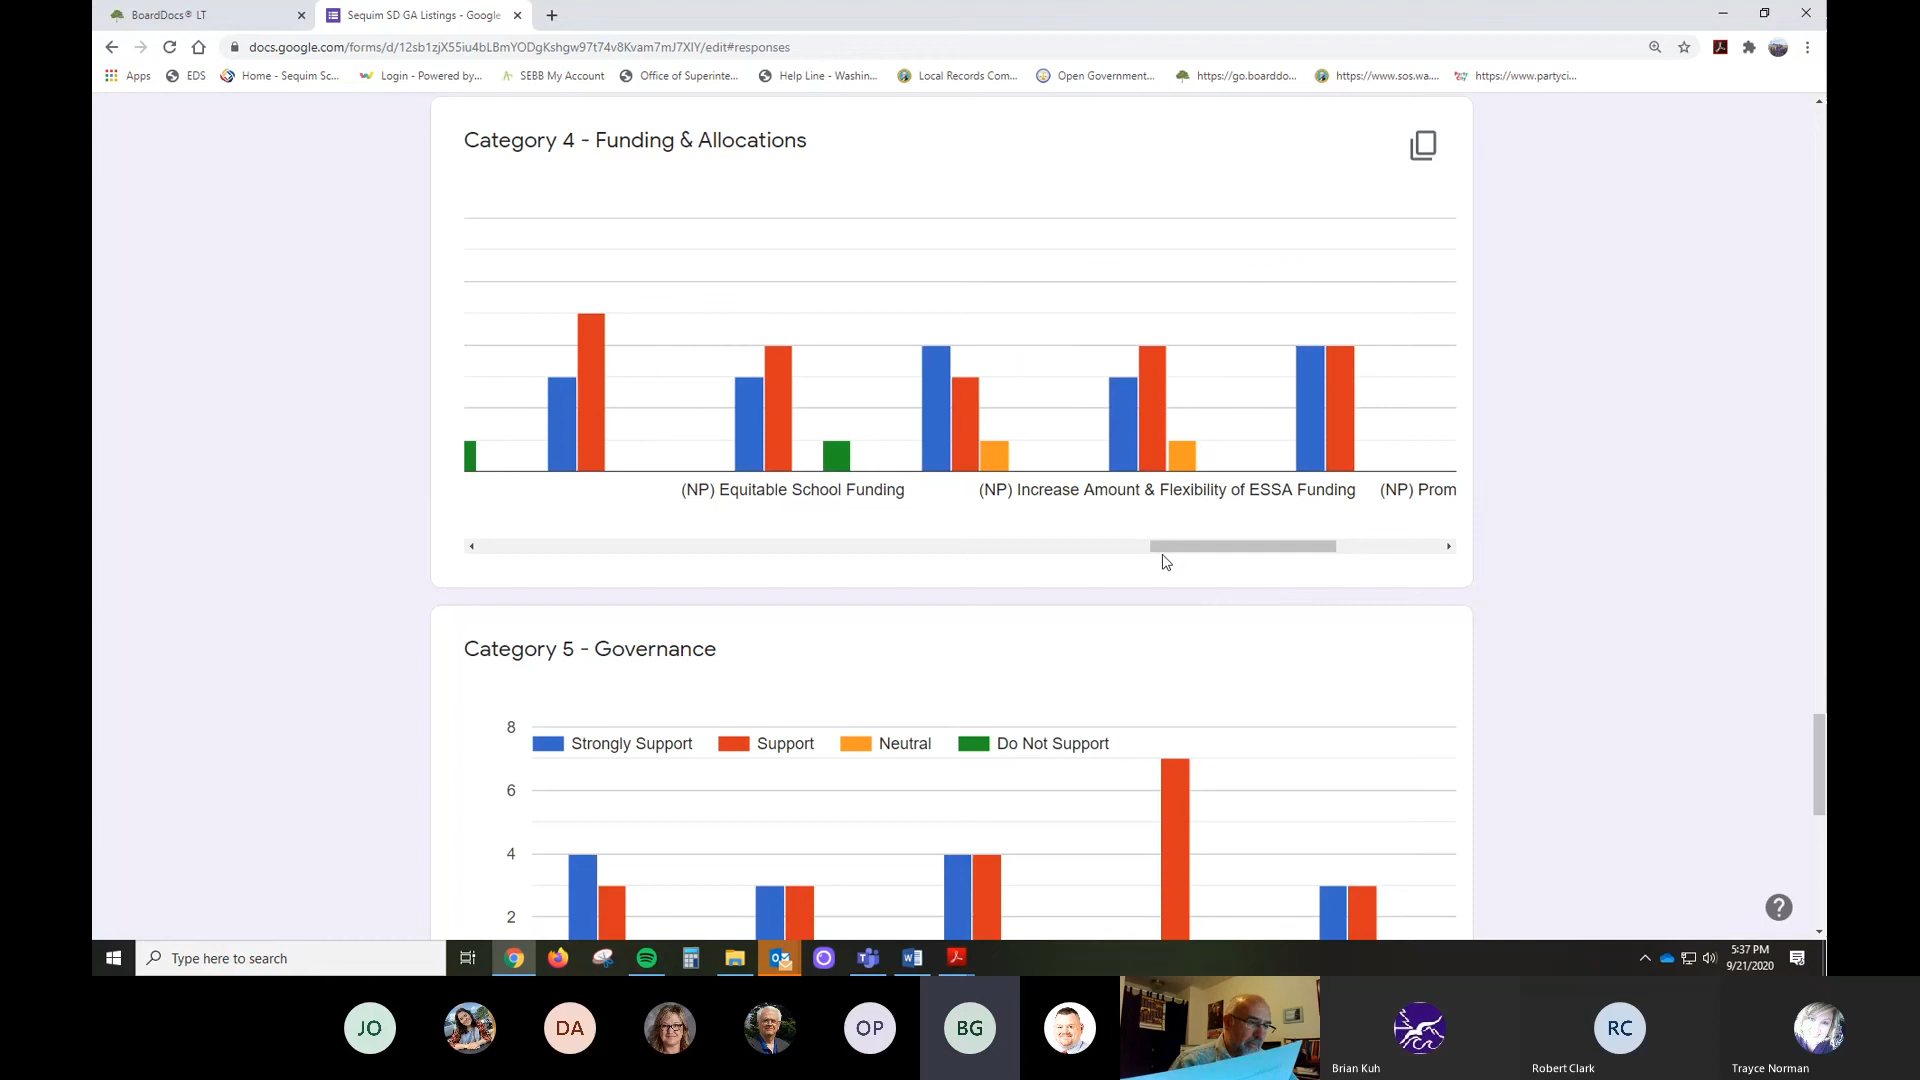 BoardDocs® LT
Sequim SD GA Listings - Google
docs.google.com/forms/d/12sb1zjX55iu4bLBmYODgKshgw97t74v8Kvam7mJ7XlY/edit#responses
Apps EDS Home - Sequim Sc... Login - Powered by... SEBB My Account Office of Superinte... Help Line - Washin... Local Records Com... Open Government... https://go.boarddo... https://www.sos.wa.... https://www.partyci...
Category 4 - Funding & Allocations
(NP) Equitable School Funding (NP) Increase Amount & Flexibility of ESSA Funding (NP) Prom
Category 5 - Governance
8
Strongly Support Support Neutral Do Not Support
6
4
2
Type here to search
5:37 PM
9/21/2020
JO DA OP BG RC
Brian Kuh Robert Clark Trayce Norman